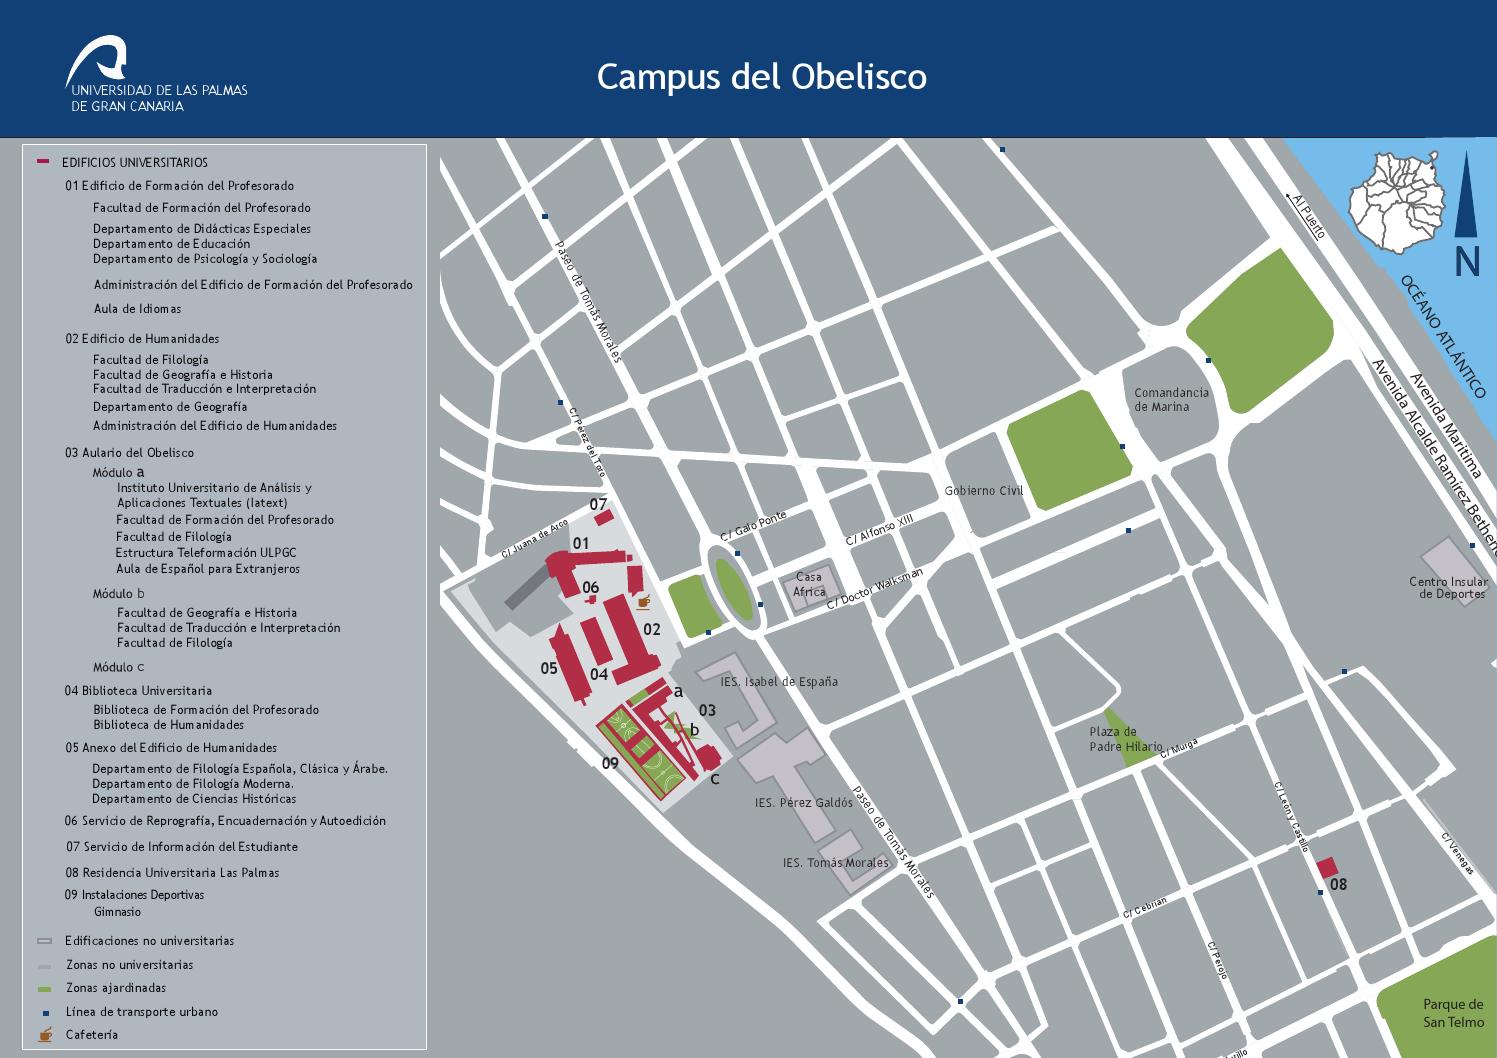 UNIVERSIDAD DE LAS PALMAS
DE GRAN CANARIA
Campus del Obelisco
EDIFICIOS UNIVERSITARIOS
01 Edificio de Formación del Profesorado
Facultad de Formación del Profesorado
Departamento de Didácticas Especiales
Departamento de Educación
Departamento de Psicología y Sociología
Administración del Edificio de Formación del Profesorado
Aula de Idiomas
02 Edificio de Humanidades
Facultad de Filología
Facultad de Geografía e Historia
Facultad de Traducción e Interpretación
Departamento de Geografía
Administración del Edificio de Humanidades
03 Aulario del Obelisco
Módulo a
Instituto Universitario de Análisis y
Aplicaciones Textuales (Iatext)
Facultad de Formación del Profesorado
Facultad de Filología
Estructura Teleformación ULPGC
Aula de Español para Extranjeros
Módulo b
Facultad de Geografía e Historia
Facultad de Traducción e Interpretación
Facultad de Filología
Módulo c
04 Biblioteca Universitaria
Biblioteca de Formación del Profesorado
Biblioteca de Humanidades
05 Anexo del Edificio de Humanidades
Departamento de Filología Española, Clásica y Árabe.
Departamento de Filología Moderna.
Departamento de Ciencias Históricas
06 Servicio de Reprografía, Encuadernación y Autoedición
07 Servicio de Información del Estudiante
08 Residencia Universitaria Las Palmas
09 Instalaciones Deportivas
Gimnasio
Edificaciones no universitarias
Zonas no universitarias
Zonas ajardinadas
Línea de transporte urbano
Cafetería
Al Puerto
N
OCÉANO ATLÁNTICO
Avenida Marítima
Avenida Alcalde Ramírez Bethenc
Paseo de Tomás Morales
C/ Pérez del Toro
Comandancia
de Marina
Gobierno Civil
C/ Juana de Arco
C/ Galo Ponte
C/ Alfonso XIII
C/ Doctor Walksman
Casa
África
Centro Insular
de Deportes
07
01
06
02
05
04
a
03
b
09
c
IES. Isabel de España
IES. Pérez Galdós
IES. Tomás Morales
Paseo de Tomás Morales
Plaza de
Padre Hilario
C/ Murga
C/ León y Castillo
C/ Venegas
08
C/ Cebrián
C/ Perojo
Parque de
San Telmo